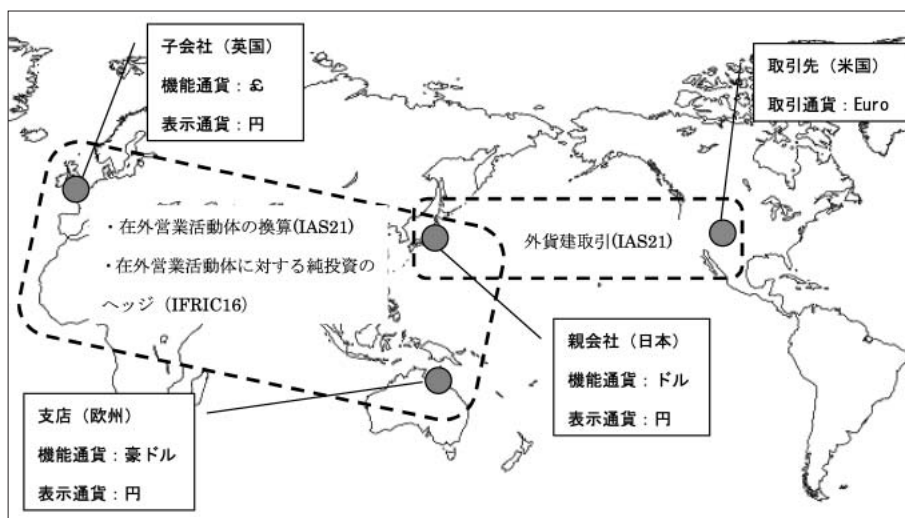 子会社（英国）
機能通貨：￡
表示通貨：円
取引先（米国）
取引通貨：Euro
・在外営業活動体の換算(IAS21)
・在外営業活動体に対する純投資の
ヘッジ（IFRIC16）
外貨建取引(IAS21)
親会社（日本）
機能通貨：ドル
表示通貨：円
支店（欧州）
機能通貨：豪ドル
表示通貨：円